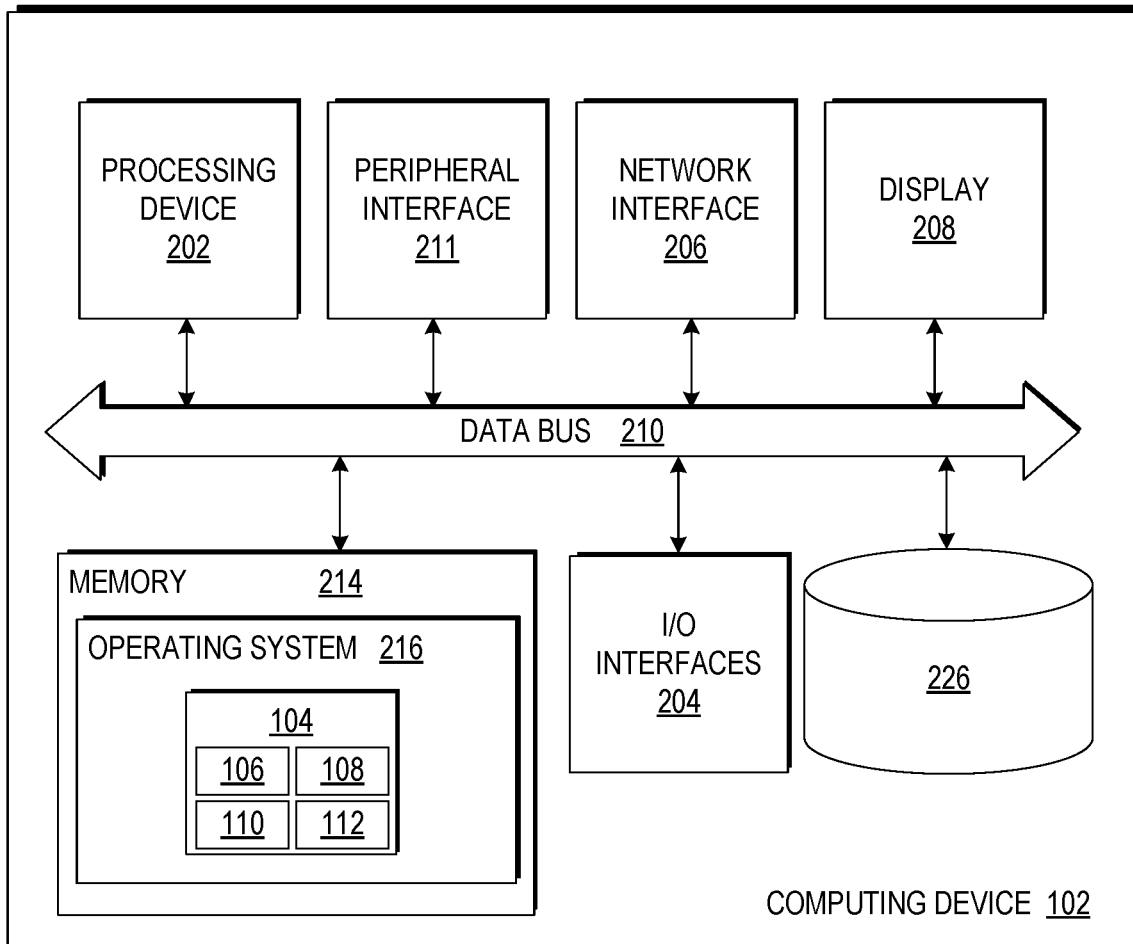 PROCESSING
DEVICE
202
PERIPHERAL
INTERFACE
211
NETWORK
INTERFACE
206
DISPLAY
208
DATA BUS 210
MEMORY 214
OPERATING SYSTEM 216
104
106 108
110 112
I/O
INTERFACES
204
226
COMPUTING DEVICE 102